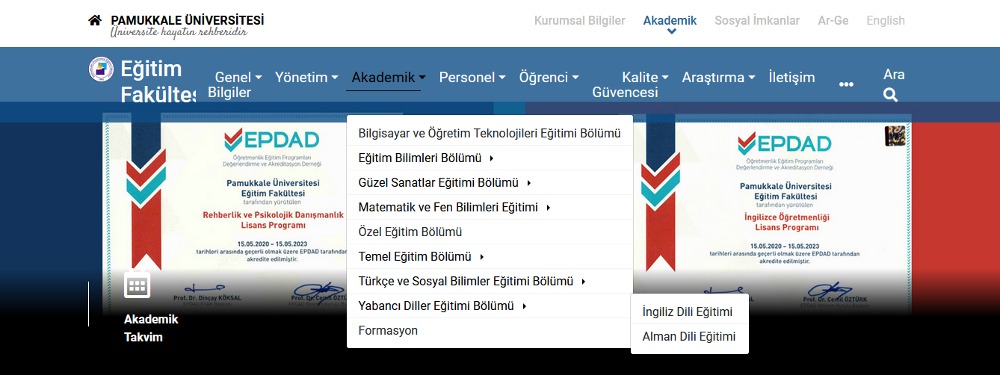 PAMUKKALE ÜNİVERSİTESİ
Üniversite hayatın rehberidir
Kurumsal Bilgiler
Akademik
Sosyal İmkanlar
Ar-Ge
English
Eğitim
Fakültes
Genel
Bilgiler
Yönetim
Akademik
Personel
Öğrenci
Kalite
Güvencesi
Araştırma
İletişim
Ara
Bilgisayar ve Öğretim Teknolojileri Eğitimi Bölümü
Eğitim Bilimleri Bölümü
Güzel Sanatlar Eğitimi Bölümü
Matematik ve Fen Bilimleri Eğitimi
Özel Eğitim Bölümü
Temel Eğitim Bölümü
Türkçe ve Sosyal Bilimler Eğitimi Bölümü
Yabancı Diller Eğitimi Bölümü
Formasyon
İngiliz Dili Eğitimi
Alman Dili Eğitimi
EPDAD
Öğretmenlik Eğitim Programları
Değerlendirme ve Akreditasyon Derneği
Pamukkale Üniversitesi
Eğitim Fakültesi
tarafından yürütülen
Rehberlik ve Psikolojik Danışmanlık
Lisans Programı
15.05.2020 – 15.05.2023
tarihleri arasında geçerli olmak üzere EPDAD tarafından
akredite edilmiştir.
Prof. Dr. Dinçay KÖKSAL
Prof. Dr. Cemil ÖZTÜRK
EPDAD
Öğretmenlik Eğitim Programları
Değerlendirme ve Akreditasyon Derneği
Pamukkale Üniversitesi
Eğitim Fakültesi
tarafından yürütülen
İngilizce Öğretmenliği
Lisans Programı
15.05.2020 – 15.05.2023
tarihleri arasında geçerli olmak üzere EPDAD tarafından
akredite edilmiştir.
Prof. Dr. Cemil ÖZTÜRK
Akademik
Takvim